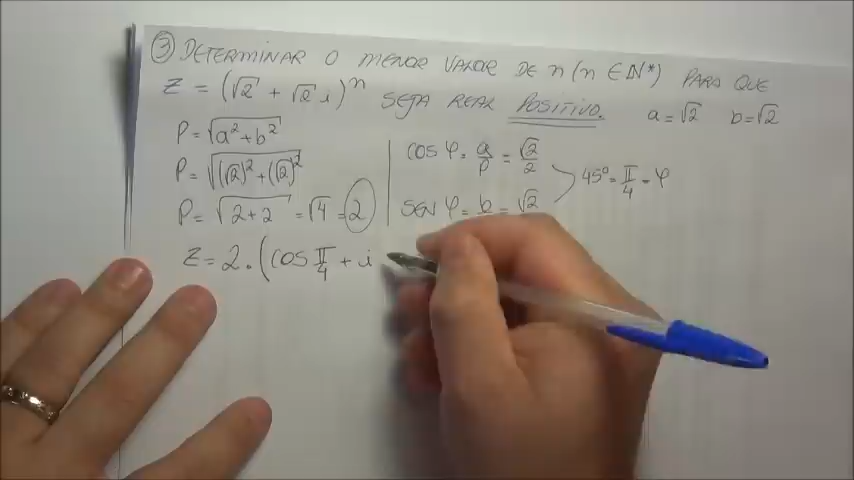 ③ DETERMINAR O MENOR VALOR DE n (n ∈ ℕ*) PARA QUE
Z = (√2 + √2 i)^n SEJA REAL POSITIVO. a = √2 b = √2
ρ = √(a² + b²)
ρ = √((√2)² + (√2)²)
ρ = √(2 + 2) = √4 = 2
cos φ = a/ρ = √2/2
SEN φ = b = √2
45° = π/4 = φ
Z = 2 · (cos π/4 + i